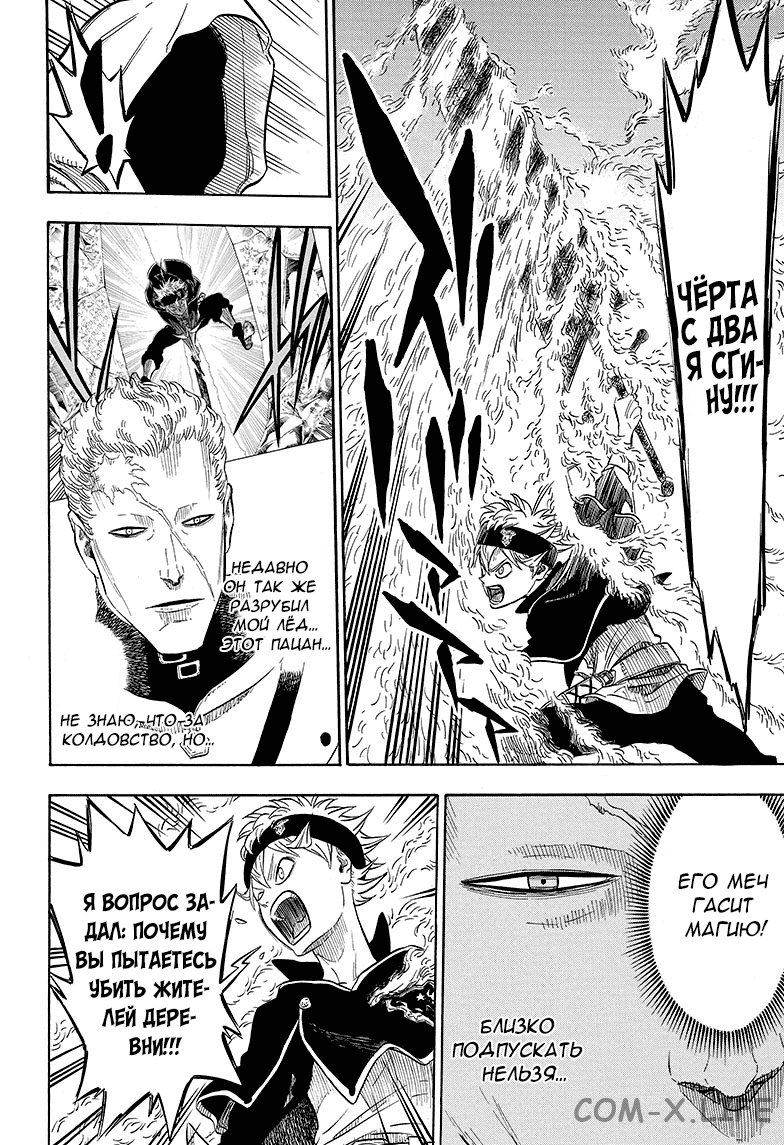 ЧЁРТА
С ДВА
Я СГИ-
НУ!!!
!
НЕДАВНО
ОН ТАК ЖЕ
РАЗРУБИЛ
МОЙ ЛЁД...
ЭТОТ ПАЦАН...
НЕ ЗНАЮ, ЧТО ЗА
КОЛДОВСТВО, НО...
ЕГО МЕЧ
ГАСИТ
МАГИЮ!
БЛИЗКО
ПОДПУСКАТЬ
НЕЛЬЗЯ...
Я ВОПРОС ЗА-
ДАЛ: ПОЧЕМУ
ВЫ ПЫТАЕТЕСЬ
УБИТЬ ЖИТЕ-
ЛЕЙ ДЕРЕ-
ВНИ!!!
COM-X.LIFE